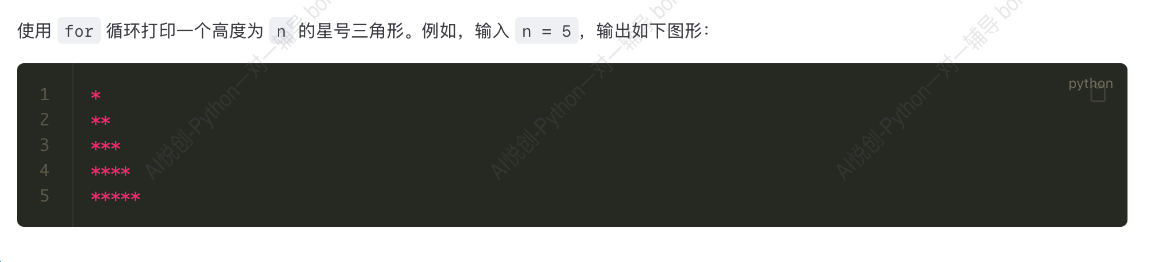 使用 for 循环打印一个高度为 n 的星号三角形。例如，输入 n = 5，输出如下图形：
python
1 *
2 **
3 ***
4 ****
5 *****
AI悦创-Python一对一辅导
AI悦创-Python一对一辅导
AI悦创-Python一对一辅导